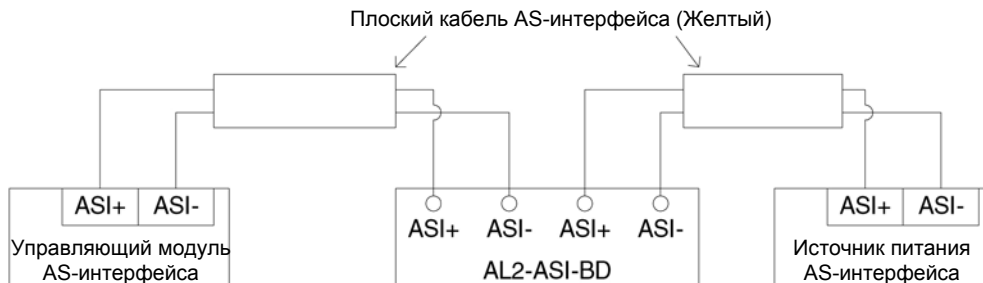 Плоский кабель AS-интерфейса (Желтый)
ASI+ ASI-
Управляющий модуль
AS-интерфейса
ASI+ ASI- ASI+ ASI-
AL2-ASI-BD
ASI+ ASI-
Источник питания
AS-интерфейса